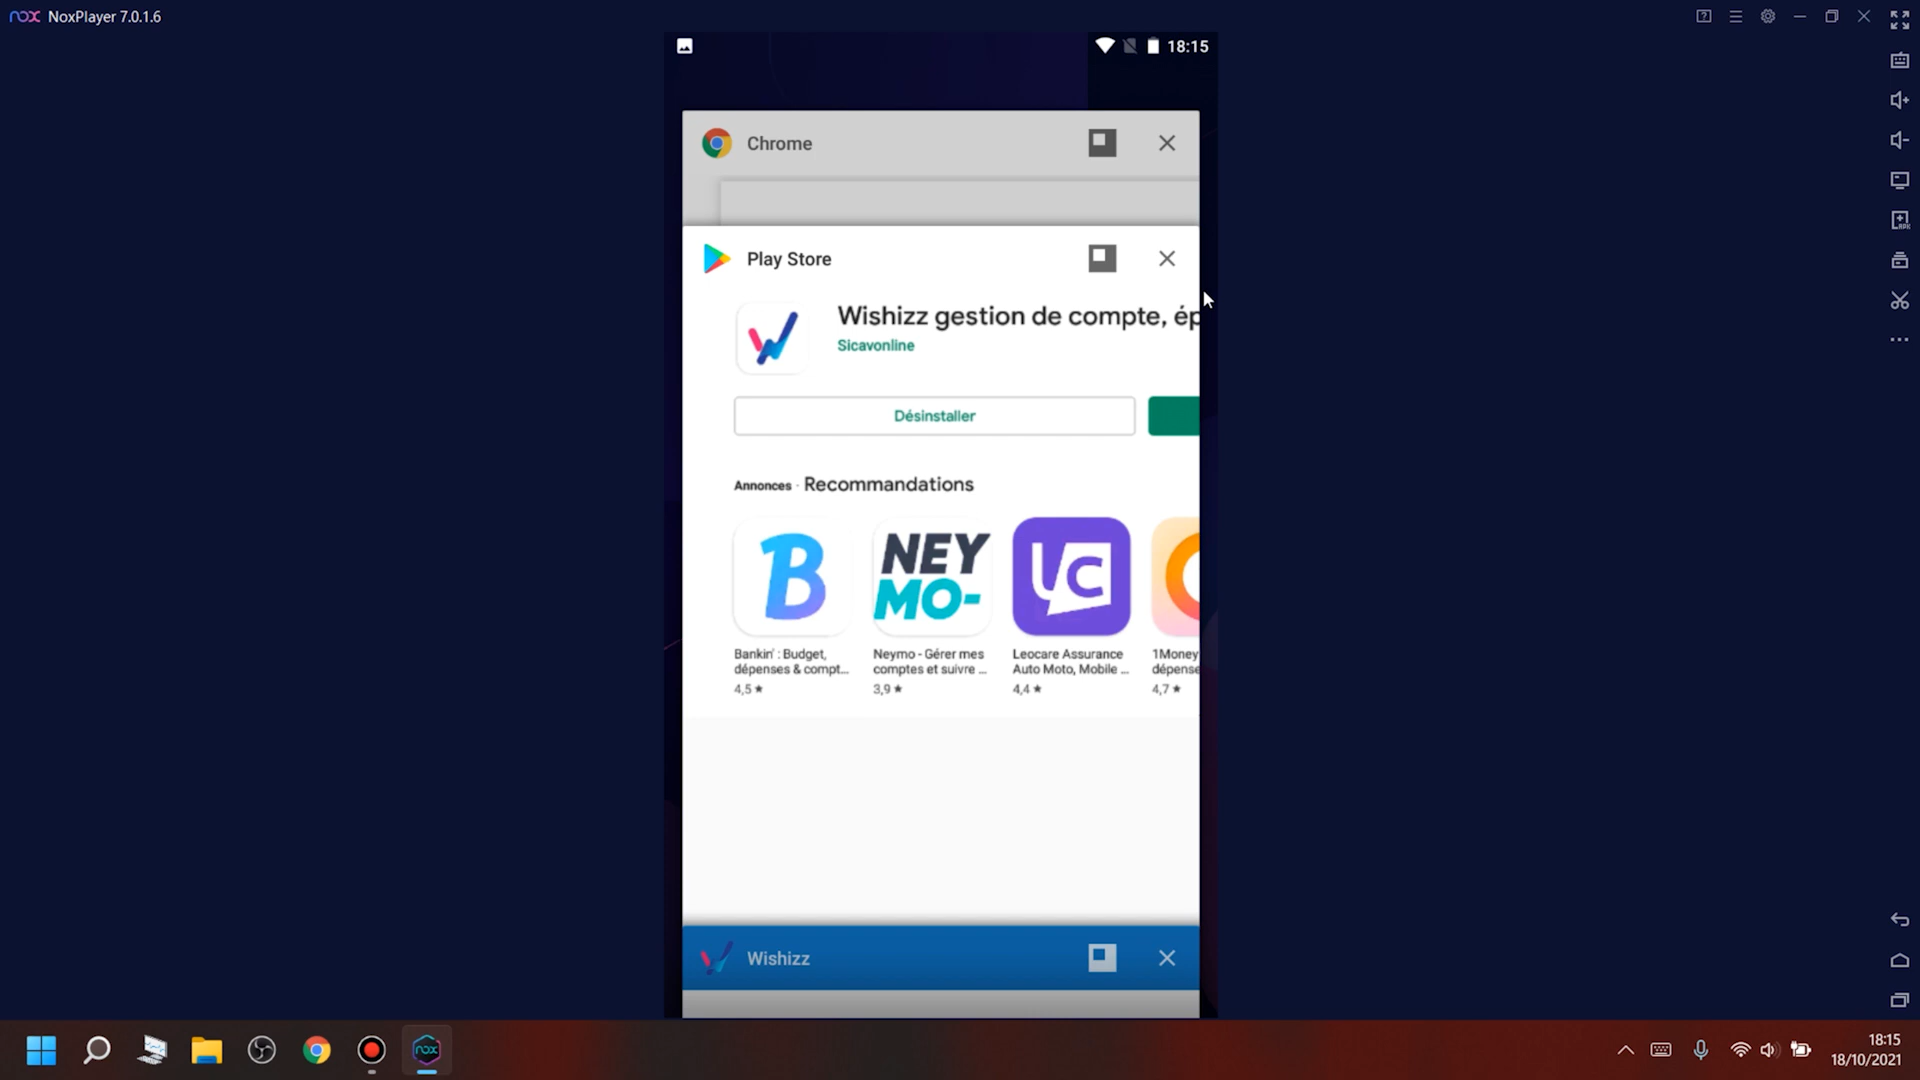 nox NoxPlayer 7.0.1.6
18:15
Chrome
Play Store
Wishizz gestion de compte, ép
Sicavonline
Désinstaller
Annonces · Recommandations
B
NEY
MO-
Bankin' : Budget,
dépenses & compt...
4,5 ★
Neymo - Gérer mes
comptes et suivre ...
3,9 ★
Leocare Assurance
Auto Moto, Mobile ...
4,4 ★
1Money
dépense
4,7 ★
Wishizz
nox
18:15
18/10/2021